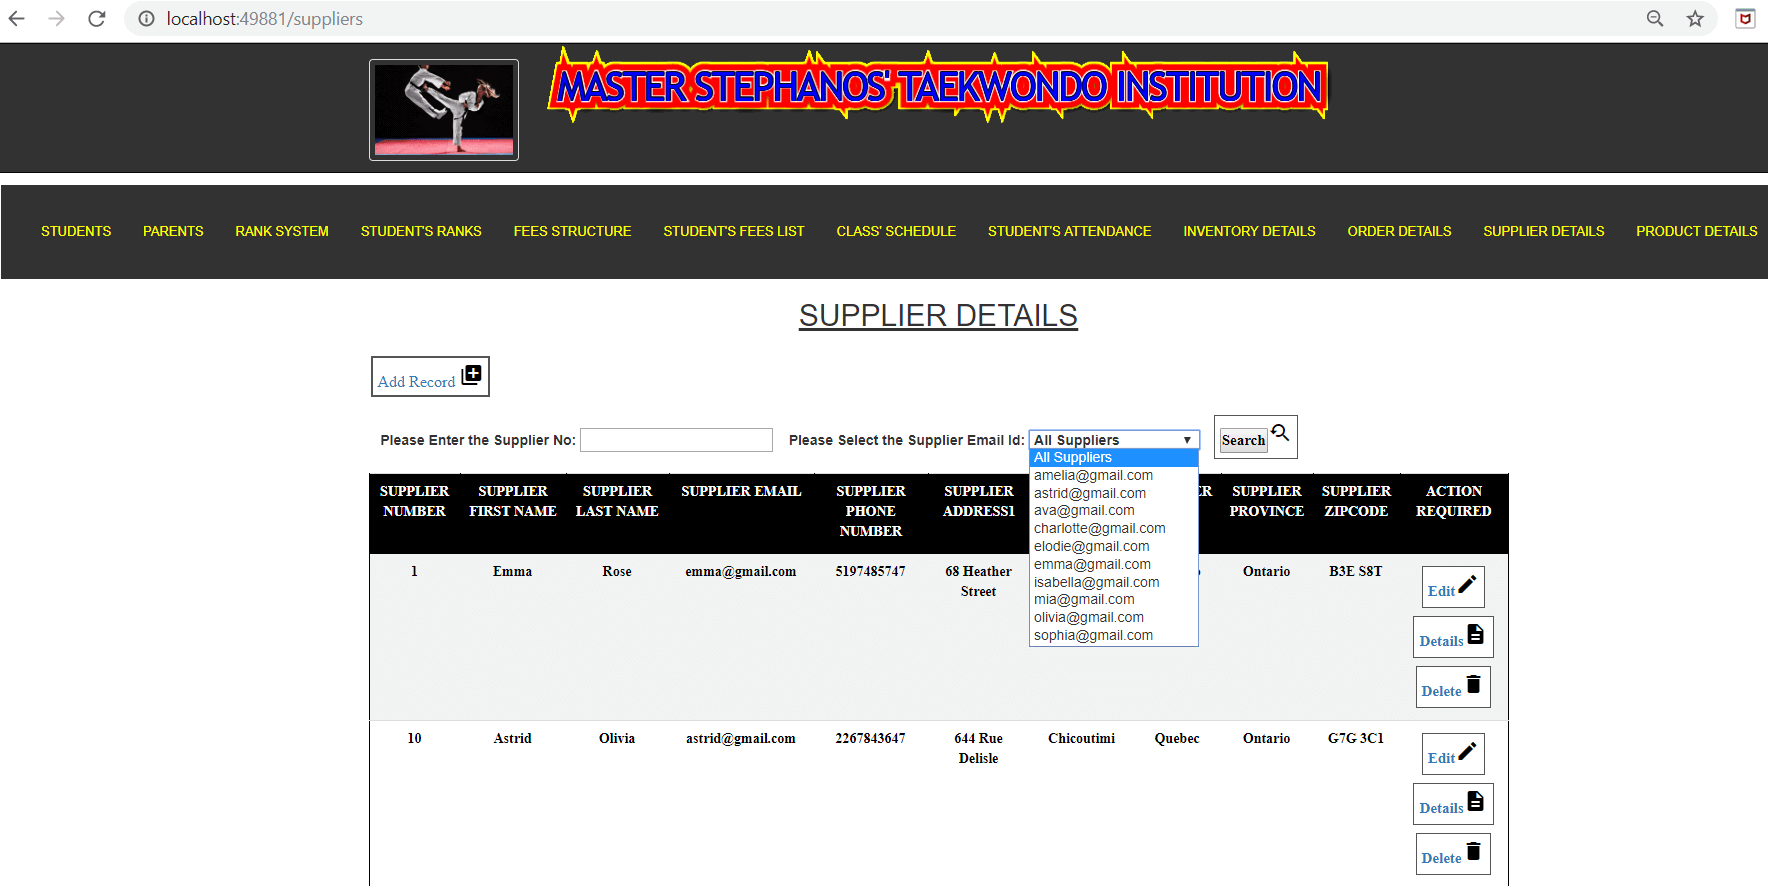 localhost:49881/suppliers
MASTER STEPHANOS' TAEKWONDO INSTITUTION
STUDENTS PARENTS RANK SYSTEM STUDENT'S RANKS FEES STRUCTURE STUDENT'S FEES LIST CLASS' SCHEDULE STUDENT'S ATTENDANCE INVENTORY DETAILS ORDER DETAILS SUPPLIER DETAILS PRODUCT DETAILS
SUPPLIER DETAILS
Add Record
Please Enter the Supplier No: Please Select the Supplier Email Id: All Suppliers Search
All Suppliers
amelia@gmail.com
astrid@gmail.com
ava@gmail.com
charlotte@gmail.com
elodie@gmail.com
emma@gmail.com
isabella@gmail.com
mia@gmail.com
olivia@gmail.com
sophia@gmail.com
SUPPLIER SUPPLIER SUPPLIER SUPPLIER EMAIL SUPPLIER SUPPLIER R SUPPLIER SUPPLIER ACTION
NUMBER FIRST NAME LAST NAME PHONE ADDRESS1 PROVINCE ZIPCODE REQUIRED
NUMBER
1 Emma Rose emma@gmail.com 5197485747 68 Heather Ontario B3E S8T
Street
Edit
Details
Delete
10 Astrid Olivia astrid@gmail.com 2267843647 644 Rue Chicoutimi Quebec Ontario G7G 3C1
Delisle
Edit
Details
Delete